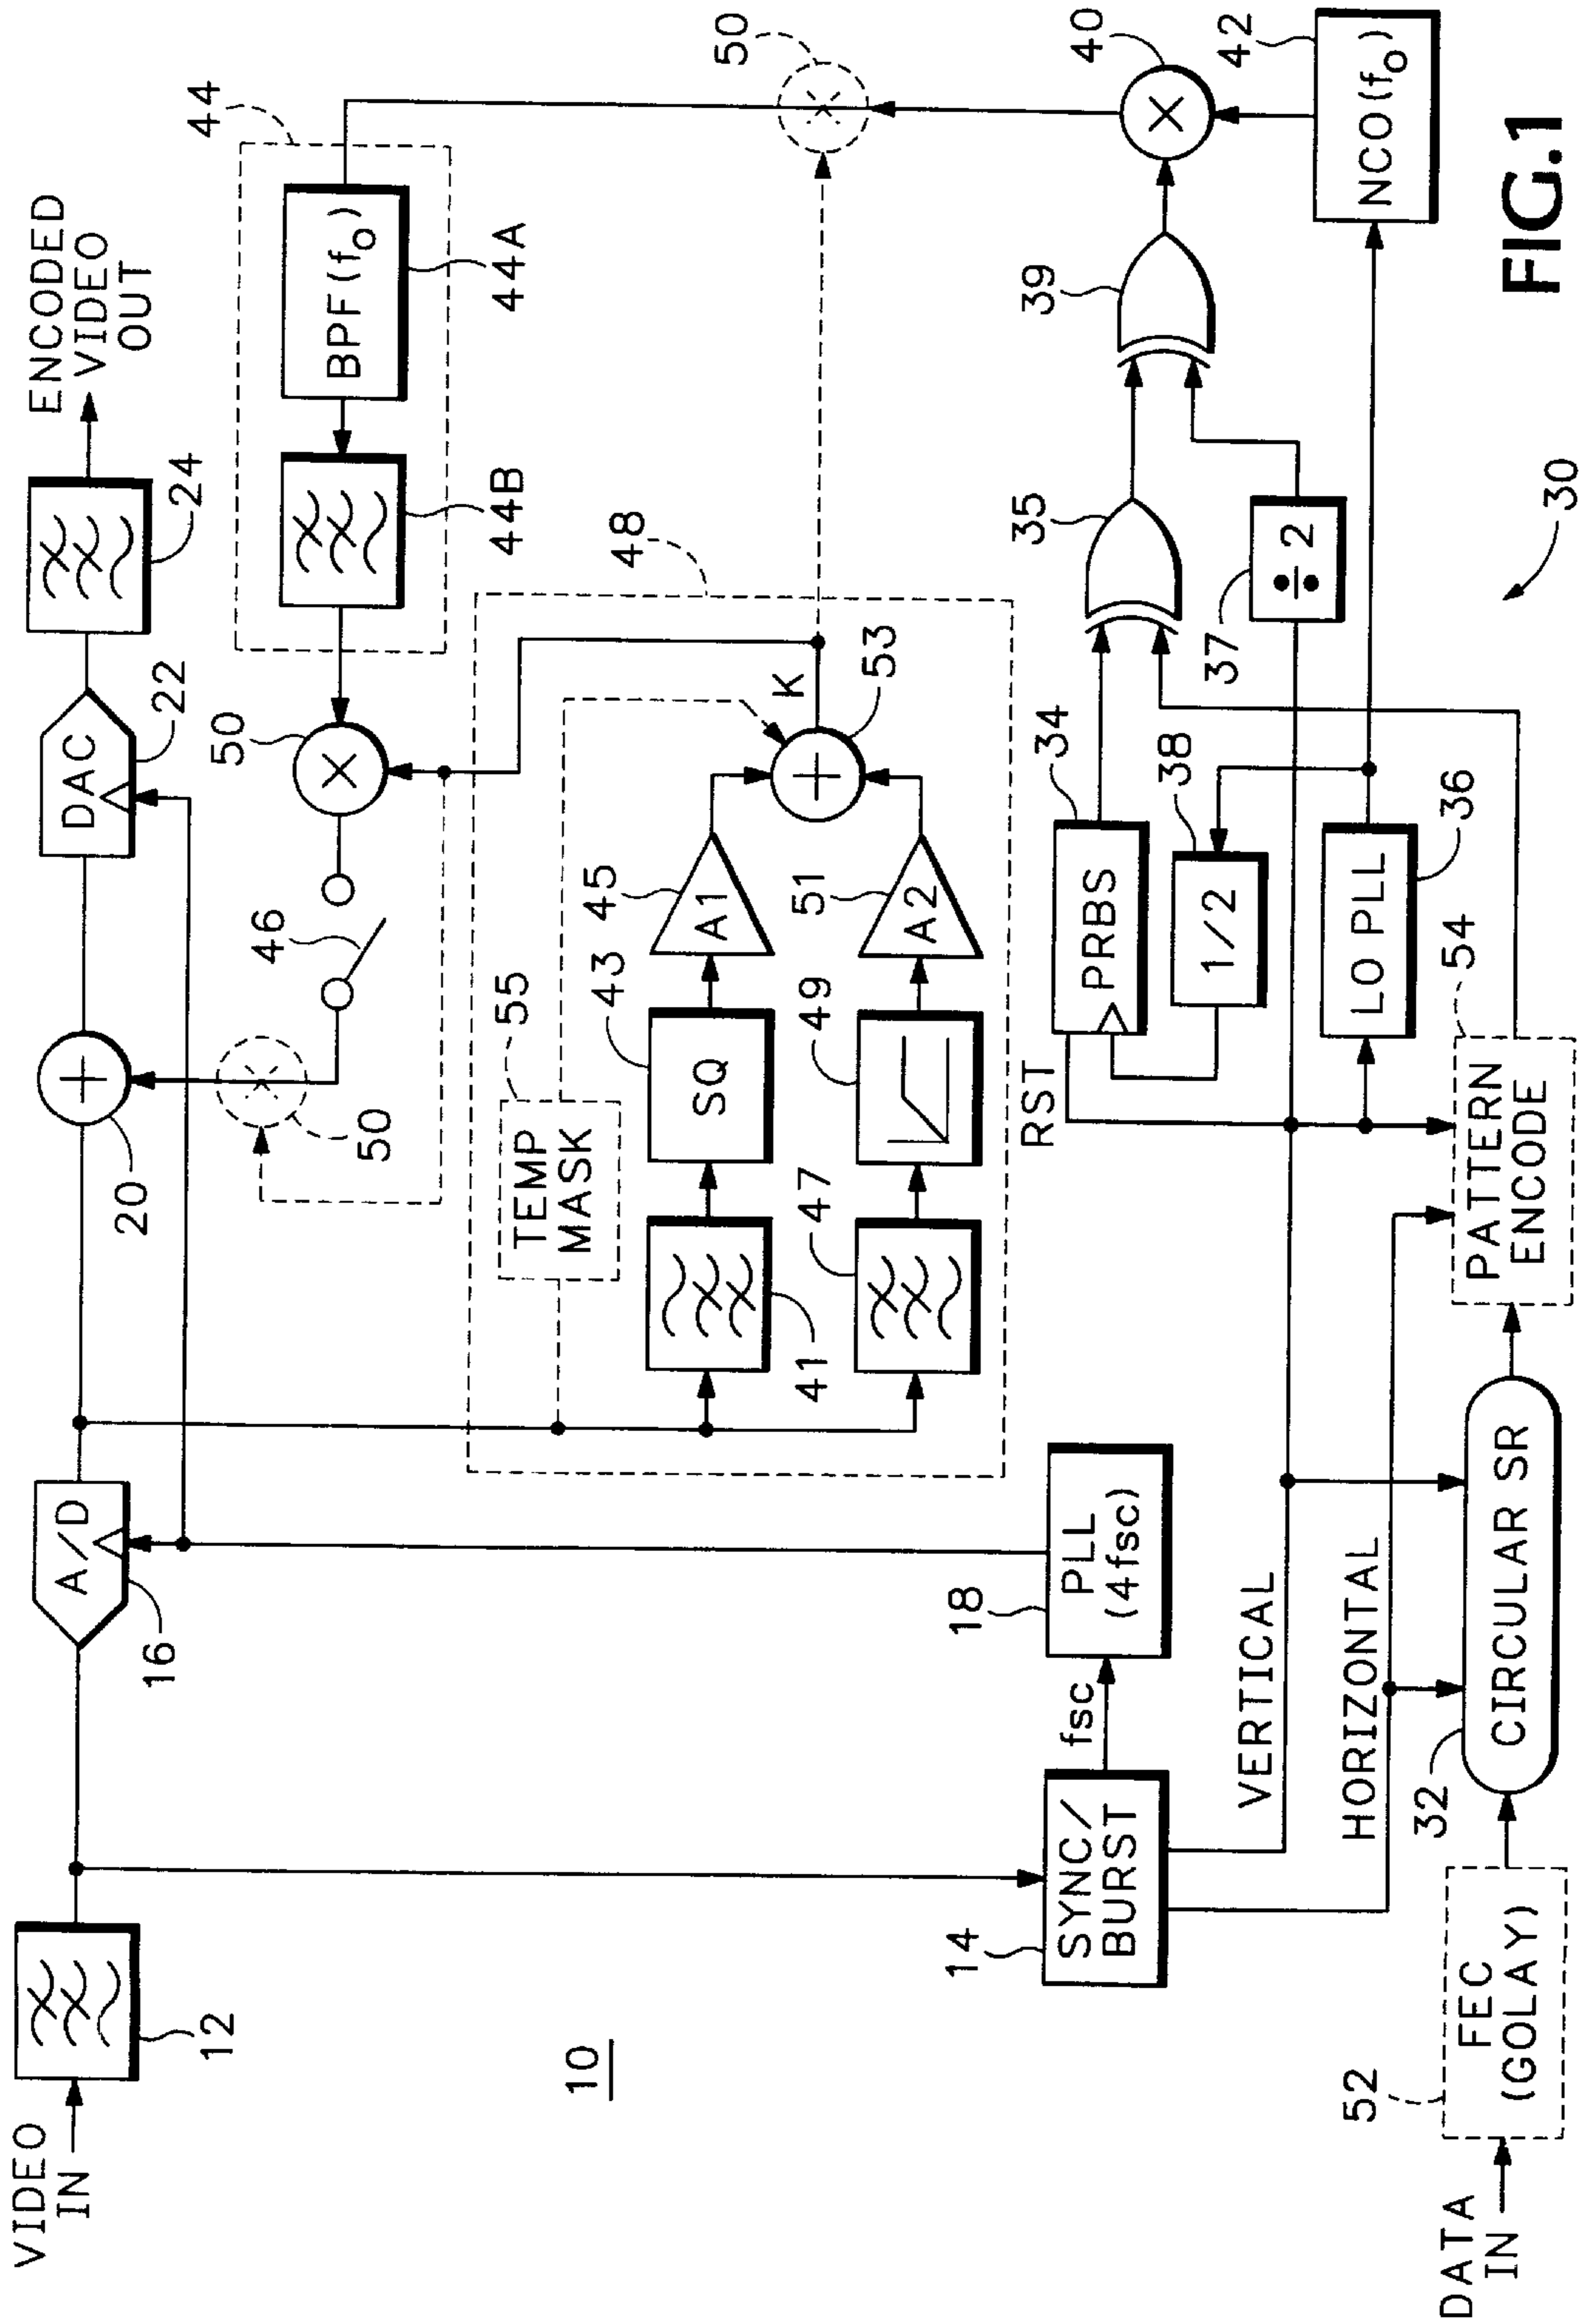 VIDEO
IN
12
A/D
16
20
DAC
22
24
ENCODED
VIDEO
OUT
44
BPF(fo)
44A
44B
50
46
50
50
48
55
TEMP
MASK
43
SQ
45
A1
41
47
49
51
A2
53
K
10
14
SYNC/
BURST
fsc
18
PLL
(4fsc)
VERTICAL
HORIZONTAL
RST
34
PRBS
38
1/2
LO PLL
36
35
37
÷2
39
40
42
NCO(fo)
DATA
IN
52
FEC
(GOLAY)
32
CIRCULAR SR
54
PATTERN
ENCODE
30
FIG.1